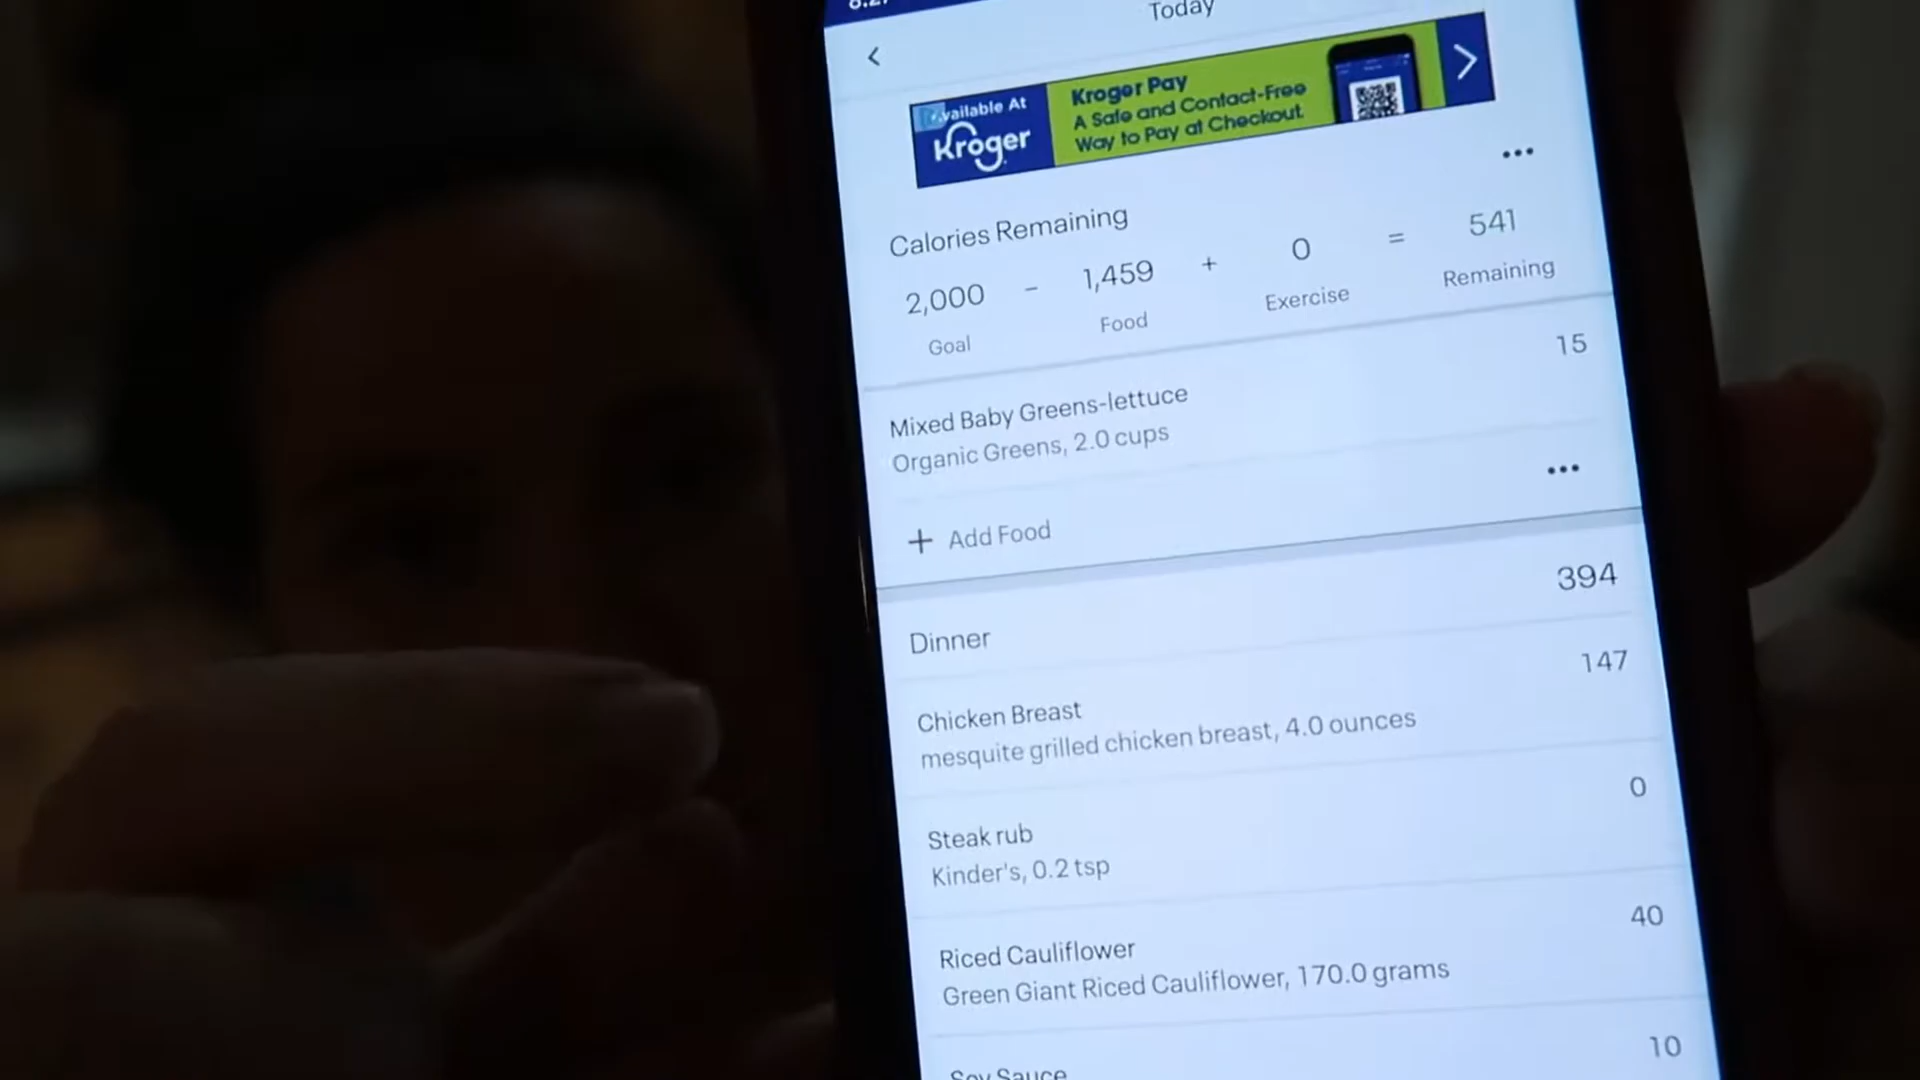 Today
Available At
Kroger
Kroger Pay
A Safe and Contact-Free
Way to Pay at Checkout.
Calories Remaining
2,000 - 1,459 + 0 = 541
Goal Food Exercise Remaining
Mixed Baby Greens-lettuce 15
Organic Greens, 2.0 cups
+ Add Food
Dinner 394
Chicken Breast 147
mesquite grilled chicken breast, 4.0 ounces
Steak rub 0
Kinder's, 0.2 tsp
Riced Cauliflower 40
Green Giant Riced Cauliflower, 170.0 grams
Soy Sauce 10